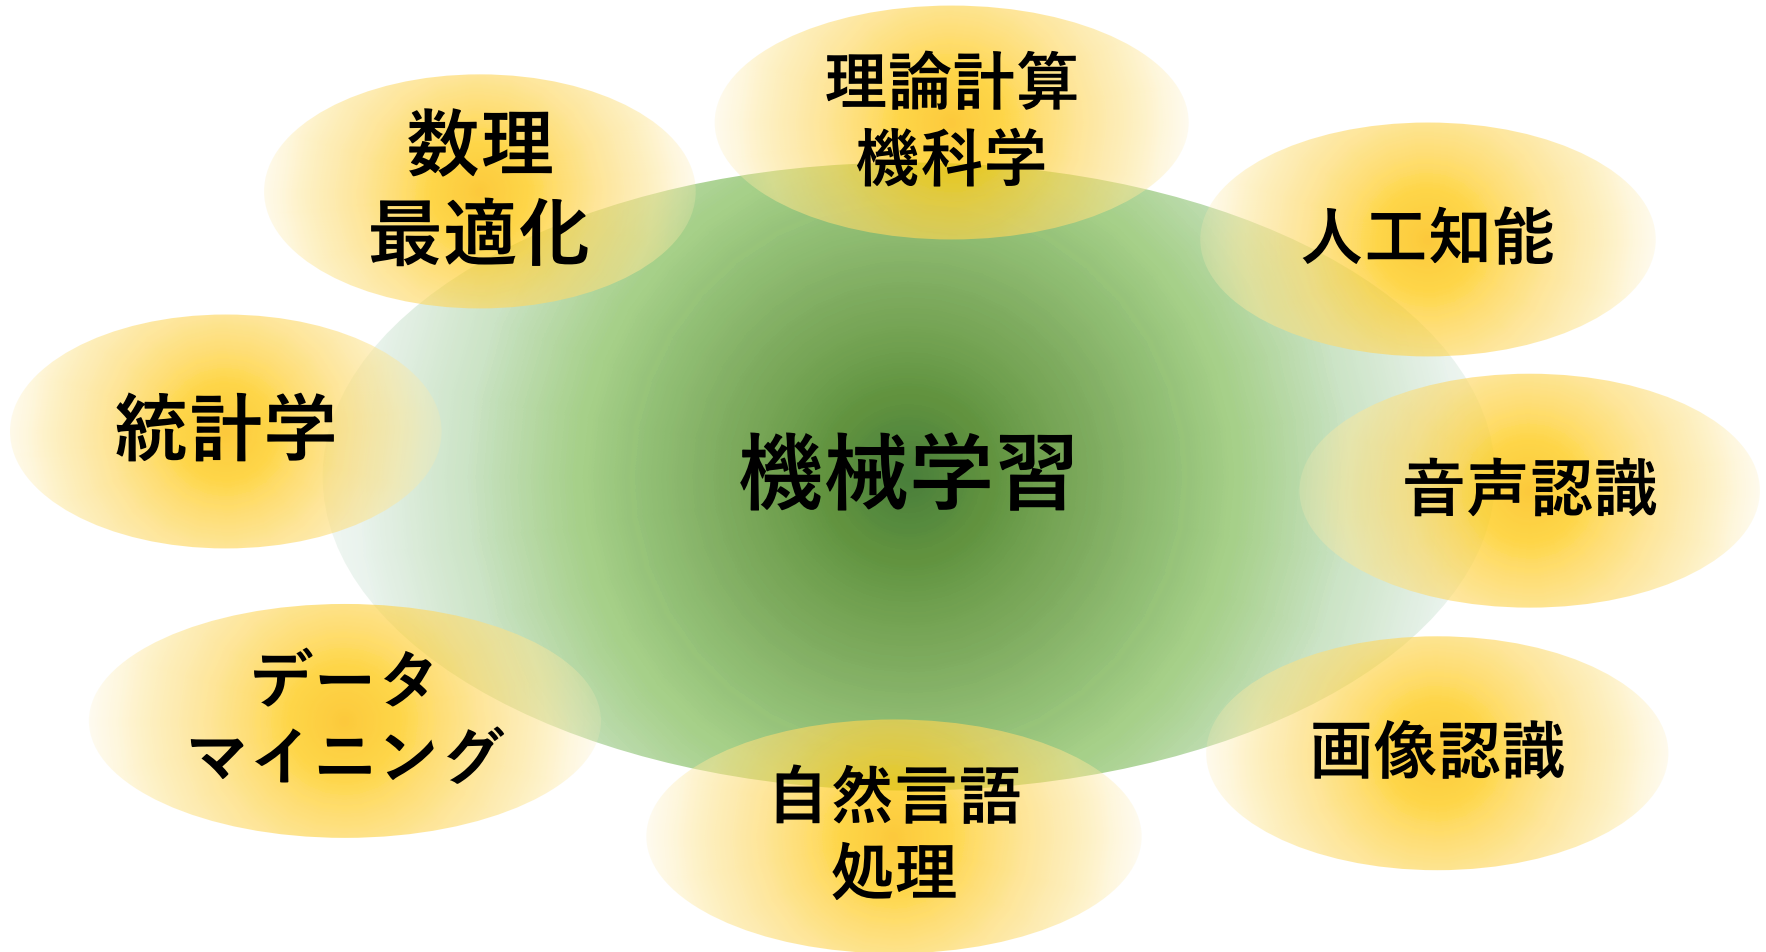 理論計算
機科学
数理
最適化
人工知能
統計学
機械学習
音声認識
データ
マイニング
画像認識
自然言語
処理